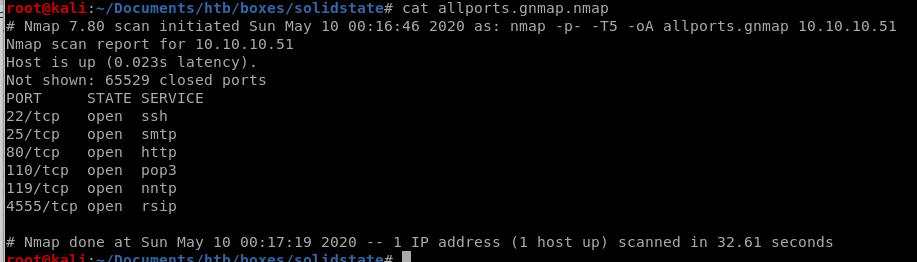 root@kali:~/Documents/htb/boxes/solidstate# cat allports.gnmap.nmap
# Nmap 7.80 scan initiated Sun May 10 00:16:46 2020 as: nmap -p- -T5 -oA allports.gnmap 10.10.10.51
Nmap scan report for 10.10.10.51
Host is up (0.023s latency).
Not shown: 65529 closed ports
PORT     STATE SERVICE
22/tcp   open  ssh
25/tcp   open  smtp
80/tcp   open  http
110/tcp  open  pop3
119/tcp  open  nntp
4555/tcp open  rsip
# Nmap done at Sun May 10 00:17:19 2020 -- 1 IP address (1 host up) scanned in 32.61 seconds
root@kali:~/Documents/htb/boxes/solidstate#